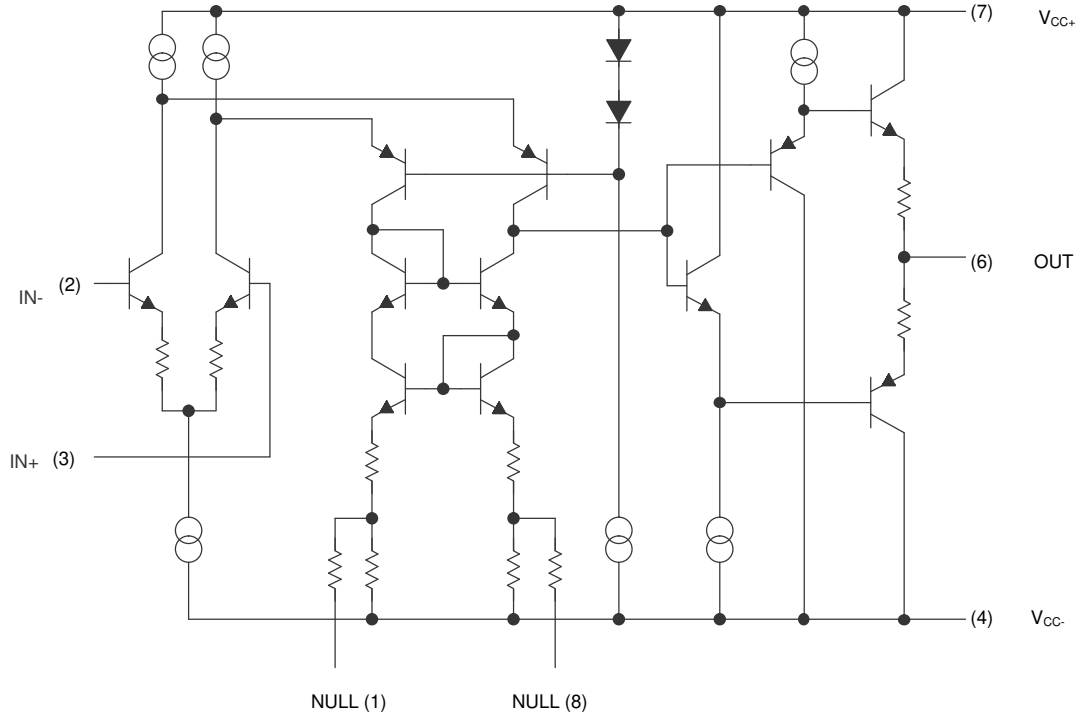 (7) VCC+
(2)
IN-
(6) OUT
IN+ (3)
(4) VCC-
NULL (1) NULL (8)